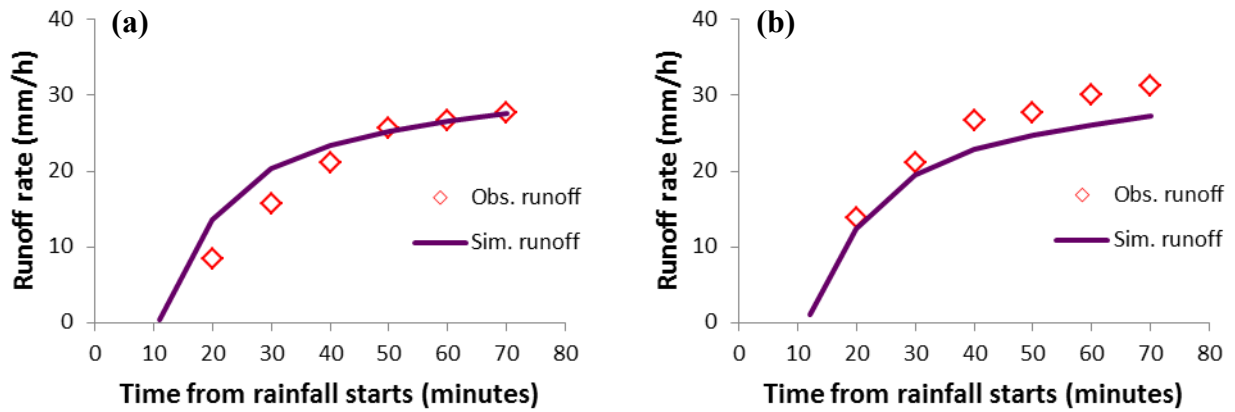 (a)
40
30
20
10
0
Runoff rate (mm/h)
Obs. runoff
Sim. runoff
0 10 20 30 40 50 60 70 80
Time from rainfall starts (minutes)
(b)
40
30
20
10
0
Runoff rate (mm/h)
Obs. runoff
Sim. runoff
0 10 20 30 40 50 60 70 80
Time from rainfall starts (minutes)